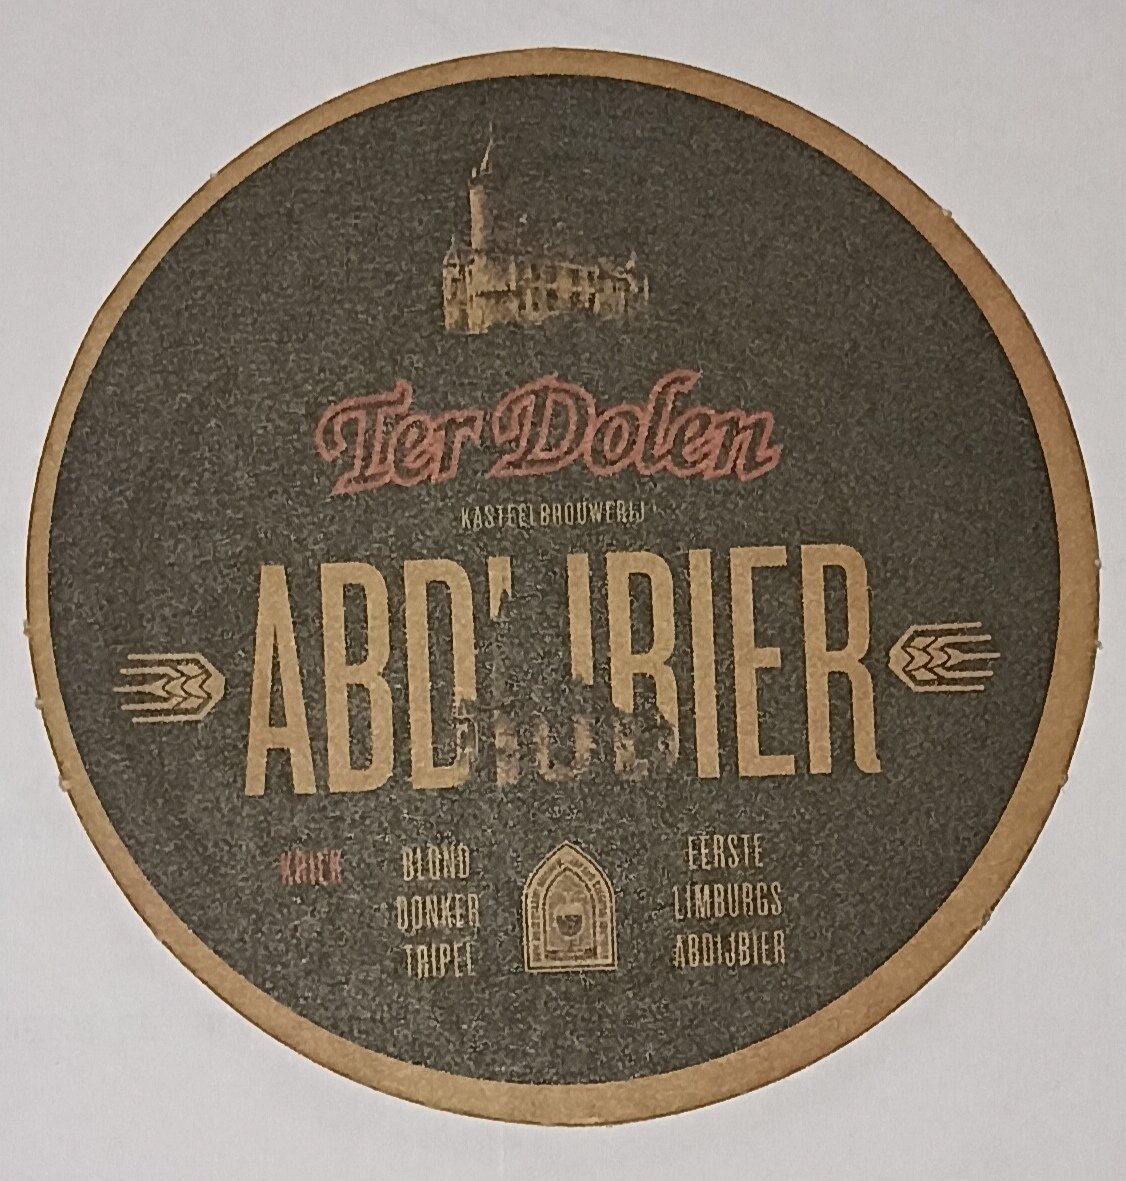 Ter Dolen
KASTEELBROUWERIJ
ABDIJBIER
KRIEK
BLOND
DONKER
TRIPEL
EERSTE
LIMBURGS
ABDIJBIER